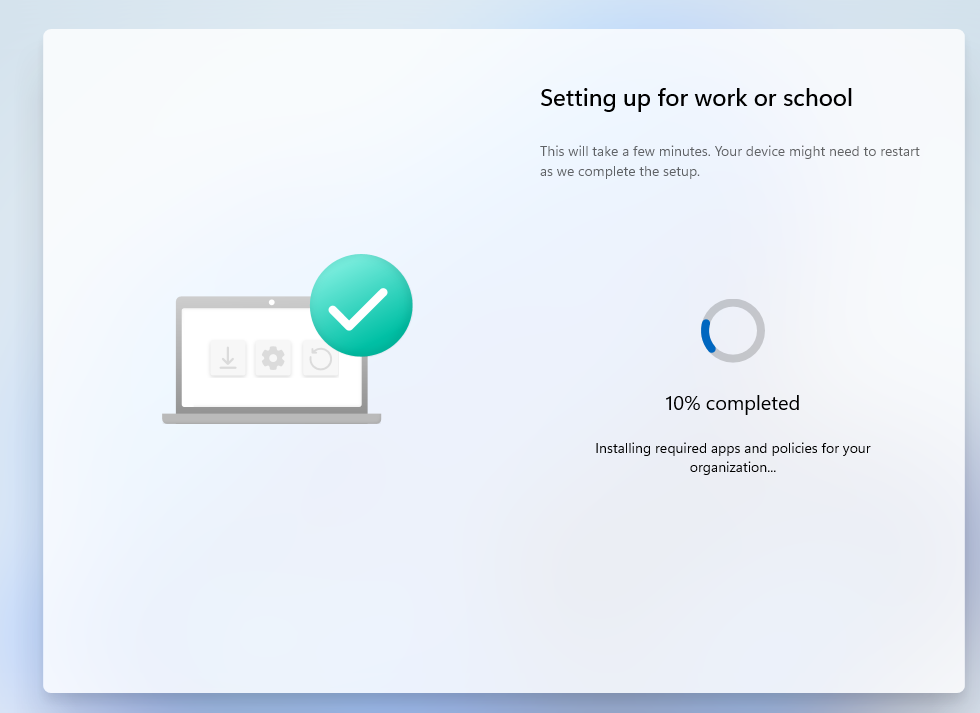 Setting up for work or school
This will take a few minutes. Your device might need to restart
as we complete the setup.
10% completed
Installing required apps and policies for your
organization...